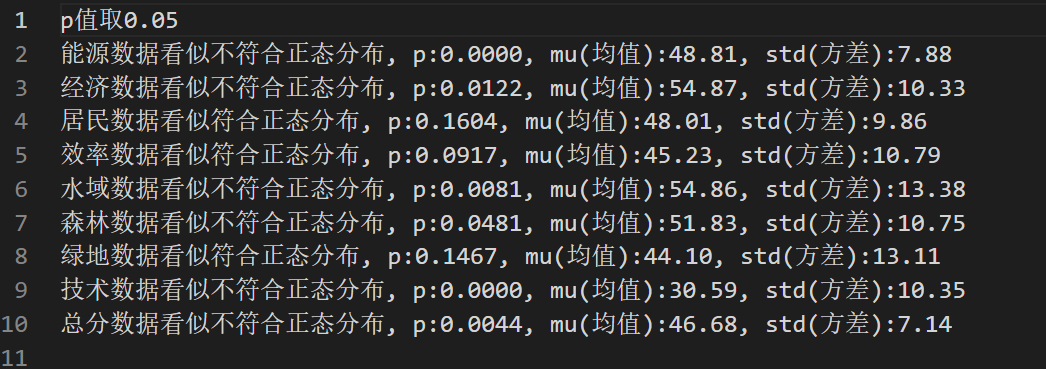 1 p值取0.05
2 能源数据看似不符合正态分布, p:0.0000, mu(均值):48.81, std(方差):7.88
3 经济数据看似不符合正态分布, p:0.0122, mu(均值):54.87, std(方差):10.33
4 居民数据看似符合正态分布, p:0.1604, mu(均值):48.01, std(方差):9.86
5 效率数据看似符合正态分布, p:0.0917, mu(均值):45.23, std(方差):10.79
6 水域数据看似不符合正态分布, p:0.0081, mu(均值):54.86, std(方差):13.38
7 森林数据看似不符合正态分布, p:0.0481, mu(均值):51.83, std(方差):10.75
8 绿地数据看似符合正态分布, p:0.1467, mu(均值):44.10, std(方差):13.11
9 技术数据看似不符合正态分布, p:0.0000, mu(均值):30.59, std(方差):10.35
10 总分数据看似不符合正态分布, p:0.0044, mu(均值):46.68, std(方差):7.14
11